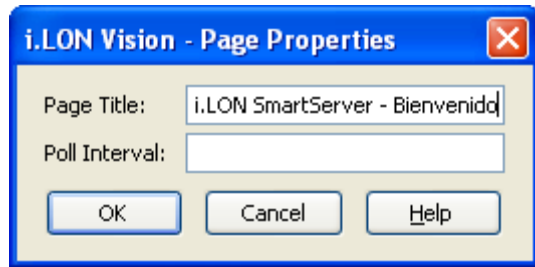 i.LON Vision - Page Properties
Page Title: i.LON SmartServer - Bienvenido
Poll Interval:
OK Cancel Help